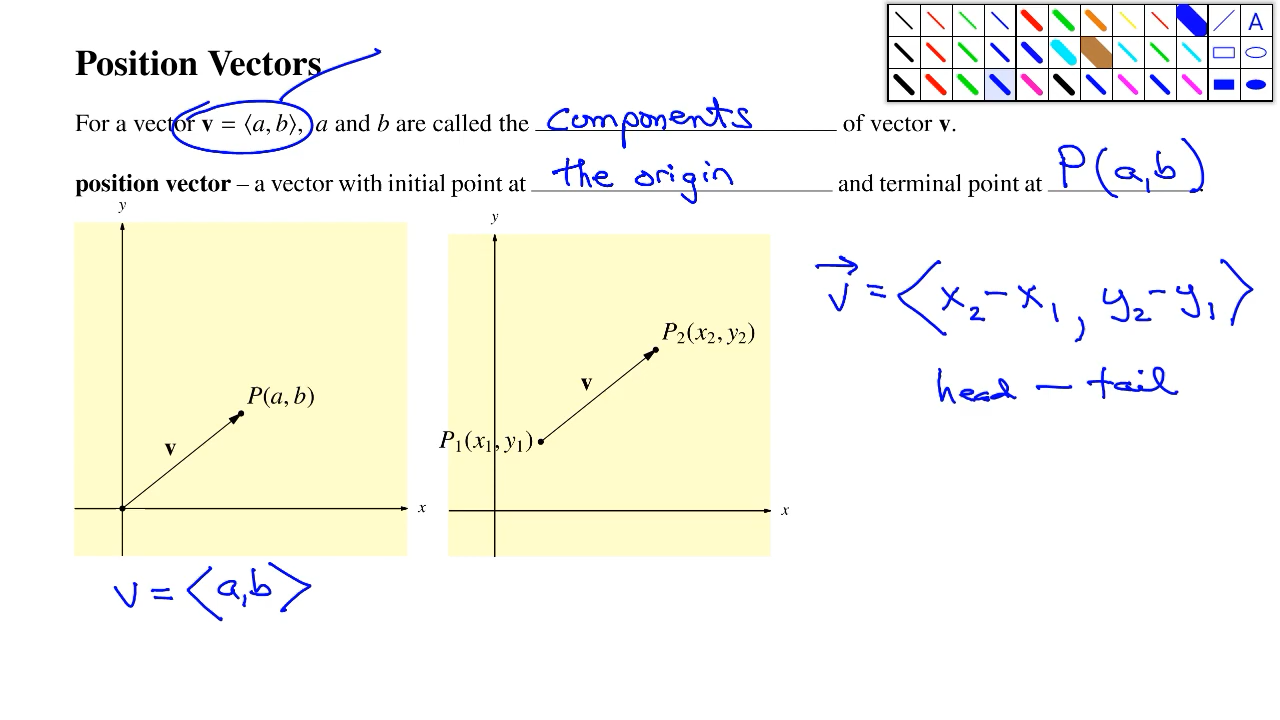 A
Position Vectors
For a vector v = ⟨a, b⟩, a and b are called the components of vector v.
position vector – a vector with initial point at the origin and terminal point at P(a,b)
y
P(a, b)
v
x
v = ⟨a,b⟩
y
P₂(x₂, y₂)
v
P₁(x₁, y₁)
x
v⃗ = ⟨x₂ − x₁, y₂ − y₁⟩
head — tail